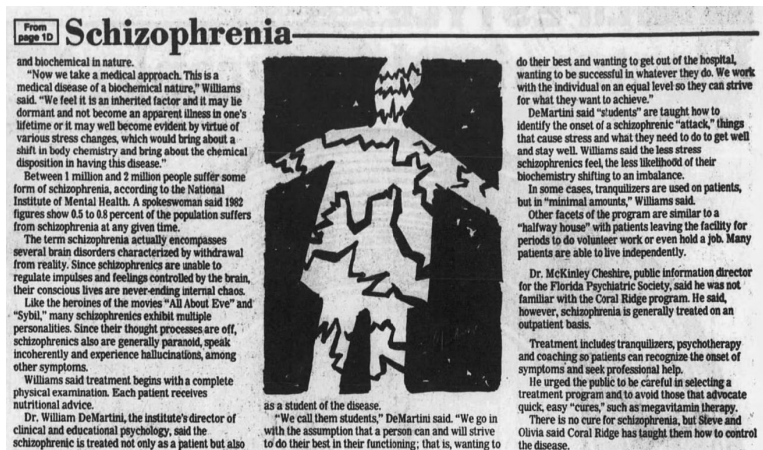 From
page 1D
Schizophrenia
and biochemical in nature.
"Now we take a medical approach. This is a
medical disease of a biochemical nature," Williams
said. "We feel it is an inherited factor and it may lie
dormant and not become an apparent illness in one's
lifetime or it may well become evident by virtue of
various stress changes, which would bring about a
shift in body chemistry and bring about the chemical
disposition in having this disease."
Between 1 million and 2 million people suffer some
form of schizophrenia, according to the National
Institute of Mental Health. A spokeswoman said 1982
figures show 0.5 to 0.8 percent of the population suffers
from schizophrenia at any given time.
The term schizophrenia actually encompasses
several brain disorders characterized by withdrawal
from reality. Since schizophrenics are unable to
regulate impulses and feelings controlled by the brain,
their conscious lives are never-ending internal chaos.
Like the heroines of the movies "All About Eve" and
"Sybil," many schizophrenics exhibit multiple
personalities. Since their thought processes are off,
schizophrenics also are generally paranoid, speak
incoherently and experience hallucinations, among
other symptoms.
Williams said treatment begins with a complete
physical examination. Each patient receives
nutritional advice.
Dr. William DeMartini, the institute's director of
clinical and educational psychology, said the
schizophrenic is treated not only as a patient but also
as a student of the disease.
"We call them students," DeMartini said. "We go in
with the assumption that a person can and will strive
to do their best in their functioning; that is, wanting to
do their best and wanting to get out of the hospital,
wanting to be successful in whatever they do. We work
with the individual on an equal level so they can strive
for what they want to achieve."
DeMartini said "students" are taught how to
identify the onset of a schizophrenic "attack," things
that cause stress and what they need to do to get well
and stay well. Williams said the less stress
schizophrenics feel, the less likelihood of their
biochemistry shifting to an imbalance.
In some cases, tranquilizers are used on patients,
but in "minimal amounts," Williams said.
Other facets of the program are similar to a
"halfway house" with patients leaving the facility for
periods to do volunteer work or even hold a job. Many
patients are able to live independently.
Dr. McKinley Cheshire, public information director
for the Florida Psychiatric Society, said he was not
familiar with the Coral Ridge program. He said,
however, schizophrenia is generally treated on an
outpatient basis.
Treatment includes tranquilizers, psychotherapy
and coaching so patients can recognize the onset of
symptoms and seek professional help.
He urged the public to be careful in selecting a
treatment program and to avoid those that advocate
quick, easy "cures," such as megavitamin therapy.
There is no cure for schizophrenia, but Steve and
Olivia said Coral Ridge has taught them how to control
the disease.